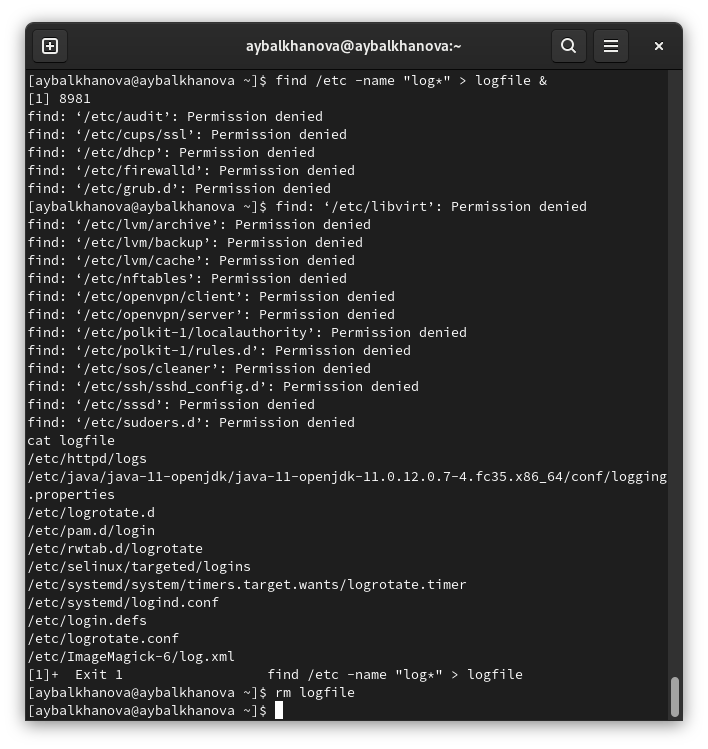 aybalkhanova@aybalkhanova:~
[aybalkhanova@aybalkhanova ~]$ find /etc -name "log*" > logfile &
[1] 8981
find: ‘/etc/audit’: Permission denied
find: ‘/etc/cups/ssl’: Permission denied
find: ‘/etc/dhcp’: Permission denied
find: ‘/etc/firewalld’: Permission denied
find: ‘/etc/grub.d’: Permission denied
[aybalkhanova@aybalkhanova ~]$ find: ‘/etc/libvirt’: Permission denied
find: ‘/etc/lvm/archive’: Permission denied
find: ‘/etc/lvm/backup’: Permission denied
find: ‘/etc/lvm/cache’: Permission denied
find: ‘/etc/nftables’: Permission denied
find: ‘/etc/openvpn/client’: Permission denied
find: ‘/etc/openvpn/server’: Permission denied
find: ‘/etc/polkit-1/localauthority’: Permission denied
find: ‘/etc/polkit-1/rules.d’: Permission denied
find: ‘/etc/sos/cleaner’: Permission denied
find: ‘/etc/ssh/sshd_config.d’: Permission denied
find: ‘/etc/sssd’: Permission denied
find: ‘/etc/sudoers.d’: Permission denied
cat logfile
/etc/httpd/logs
/etc/java/java-11-openjdk/java-11-openjdk-11.0.12.0.7-4.fc35.x86_64/conf/logging
.properties
/etc/logrotate.d
/etc/pam.d/login
/etc/rwtab.d/logrotate
/etc/selinux/targeted/logins
/etc/systemd/system/timers.target.wants/logrotate.timer
/etc/systemd/logind.conf
/etc/login.defs
/etc/logrotate.conf
/etc/ImageMagick-6/log.xml
[1]+  Exit 1                  find /etc -name "log*" > logfile
[aybalkhanova@aybalkhanova ~]$ rm logfile
[aybalkhanova@aybalkhanova ~]$